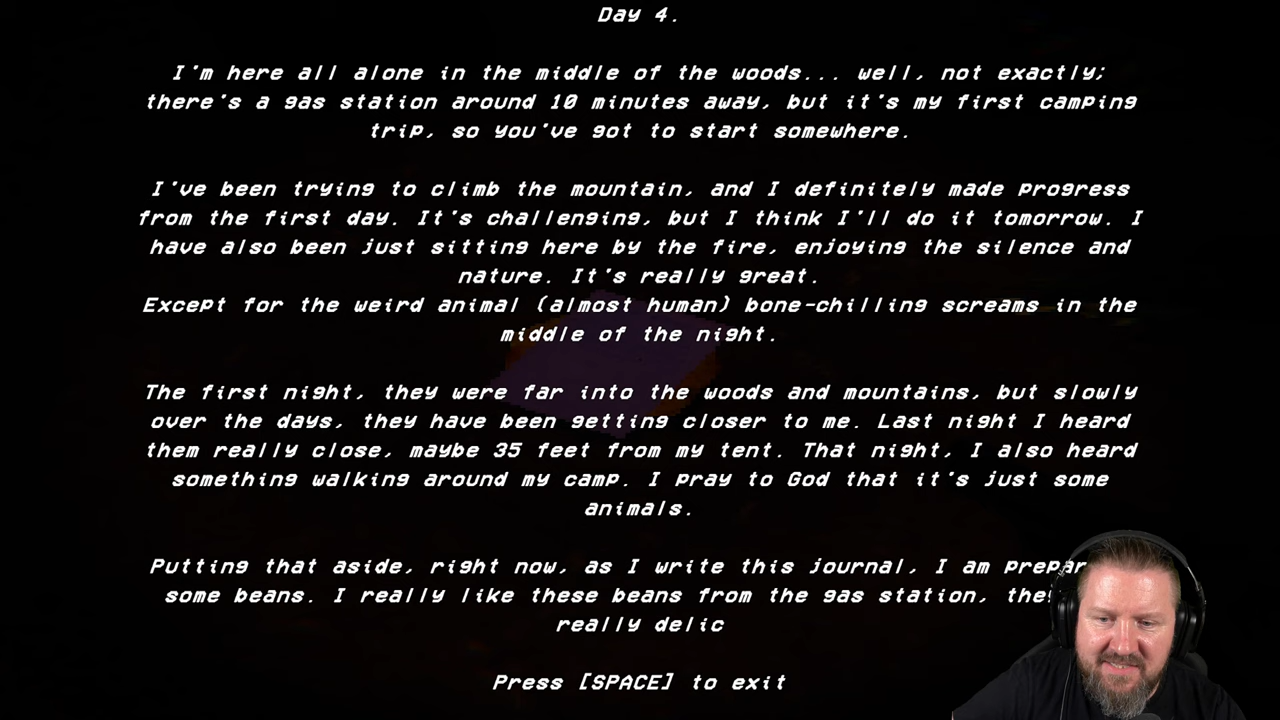 Day 4.
I'm here all alone in the middle of the woods... well, not exactly;
there's a gas station around 10 minutes away, but it's my first camping
trip, so you've got to start somewhere.
I've been trying to climb the mountain, and I definitely made progress
from the first day. It's challenging, but I think I'll do it tomorrow. I
have also been just sitting here by the fire, enjoying the silence and
nature. It's really great.
Except for the weird animal (almost human) bone-chilling screams in the
middle of the night.
The first night, they were far into the woods and mountains, but slowly
over the days, they have been getting closer to me. Last night I heard
them really close, maybe 35 feet from my tent. That night, I also heard
something walking around my camp. I pray to God that it's just some
animals.
Putting that aside, right now, as I write this journal, I am
some beans. I really like these beans from the gas station,
really delic
Press [SPACE] to exit